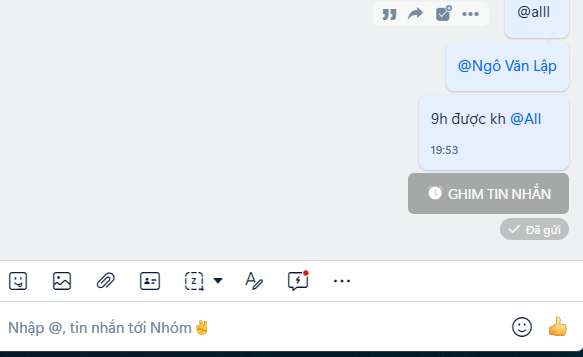 @alll
@Ngô Văn Lập
9h được kh @All
19:53
GHIM TIN NHẮN
Đã gửi
Z
Nhập @, tin nhắn tới Nhóm✌